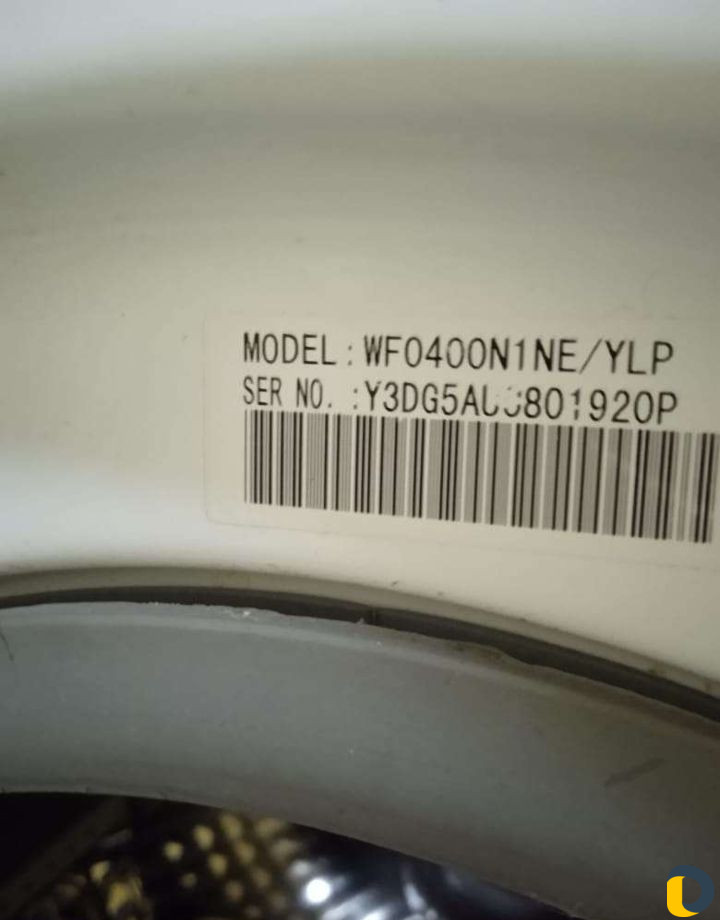 MODEL : WF0400N1NE/YLP
SER NO. :